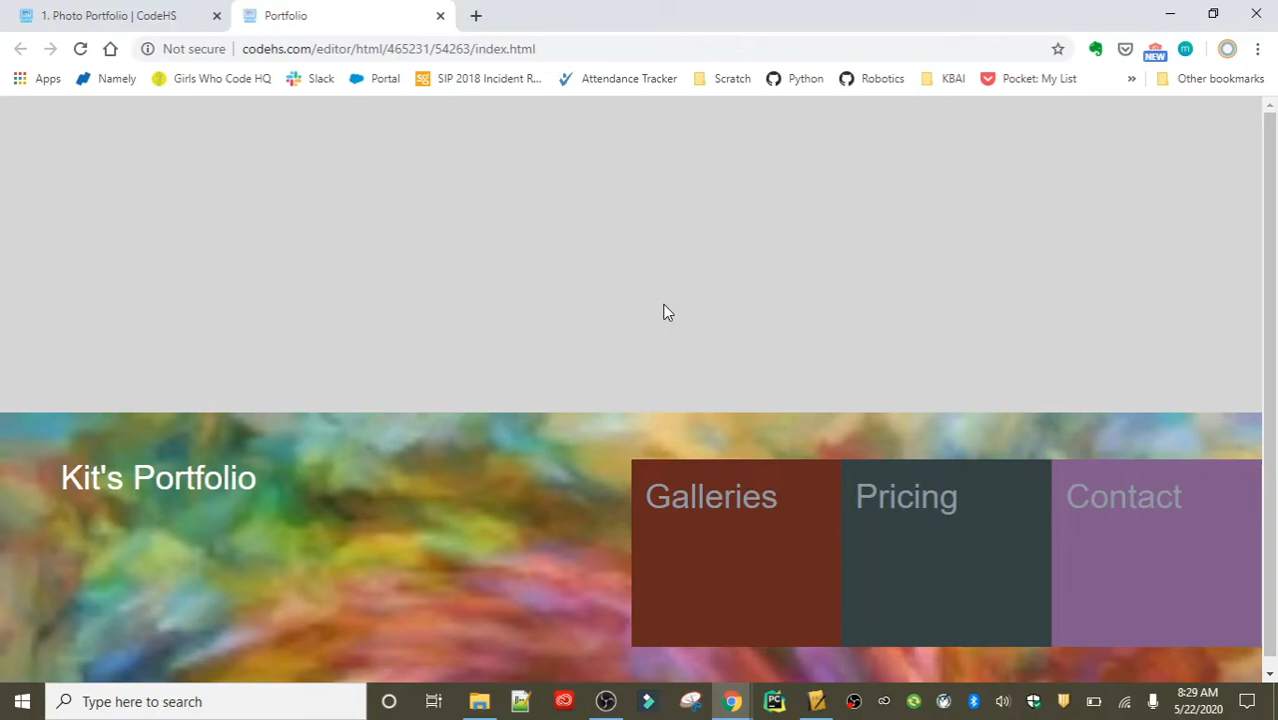 1. Photo Portfolio | CodeHS
Portfolio
Not secure
codehs.com/editor/html/465231/54263/index.html
NEW
Apps
Namely
Girls Who Code HQ
Slack
Portal
SIP 2018 Incident R...
Attendance Tracker
Scratch
Python
Robotics
KBAI
Pocket: My List
»
Other bookmarks
Kit's Portfolio
Galleries
Pricing
Contact
Type here to search
8:29 AM
5/22/2020